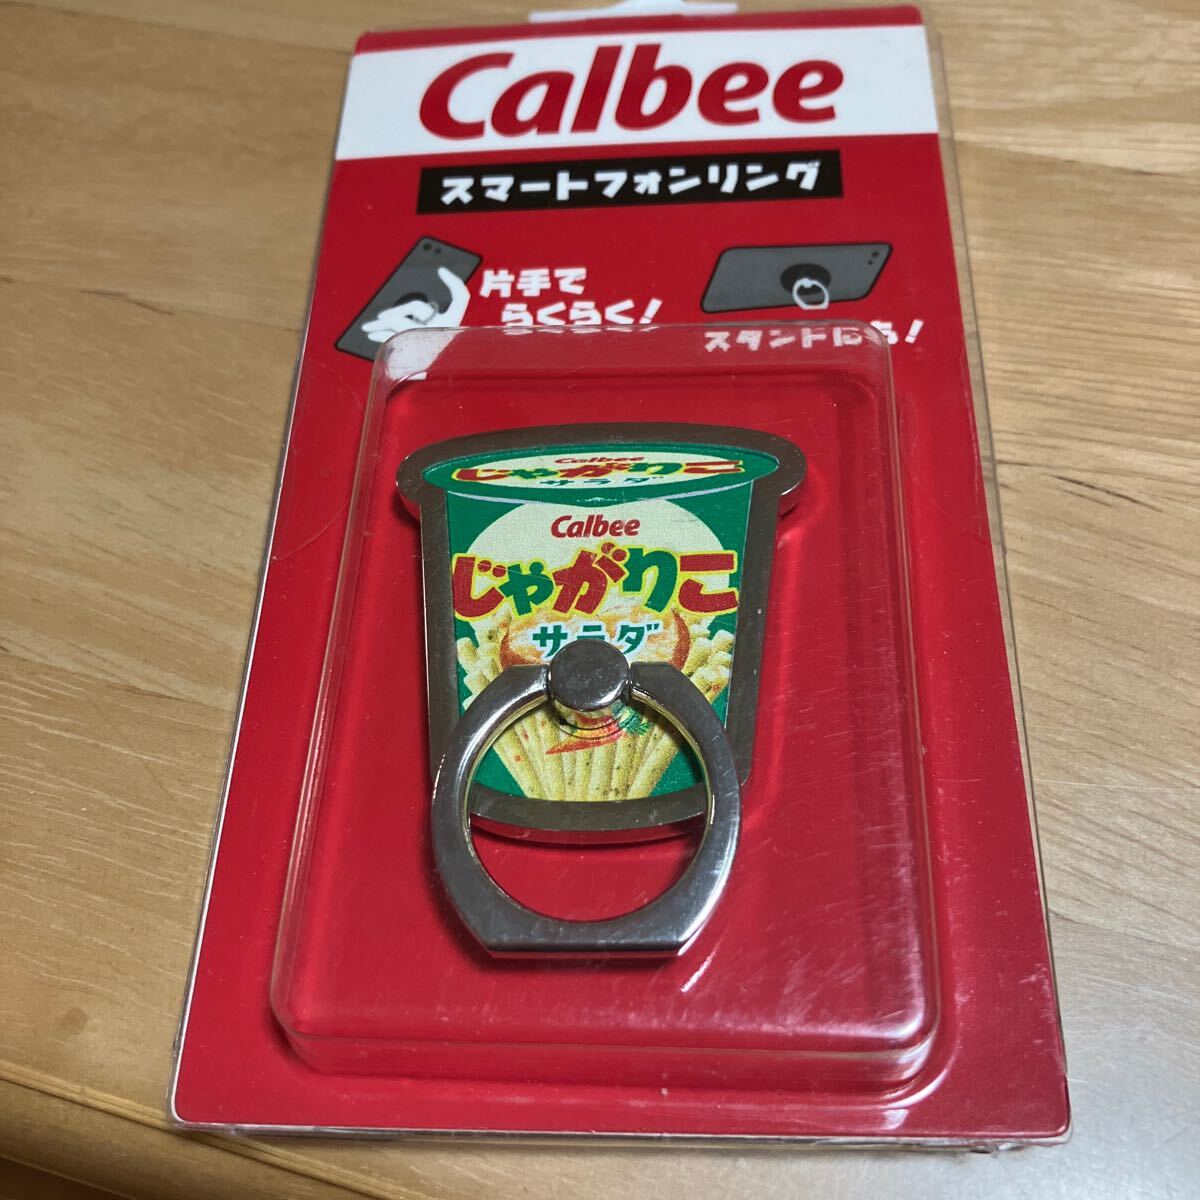 Calbee
スマートフォンリング
片手で
らくらく!
スタンドにも!
Calbee
じゃがりこ
サラダ
Calbee
じゃがりこ
サラダ